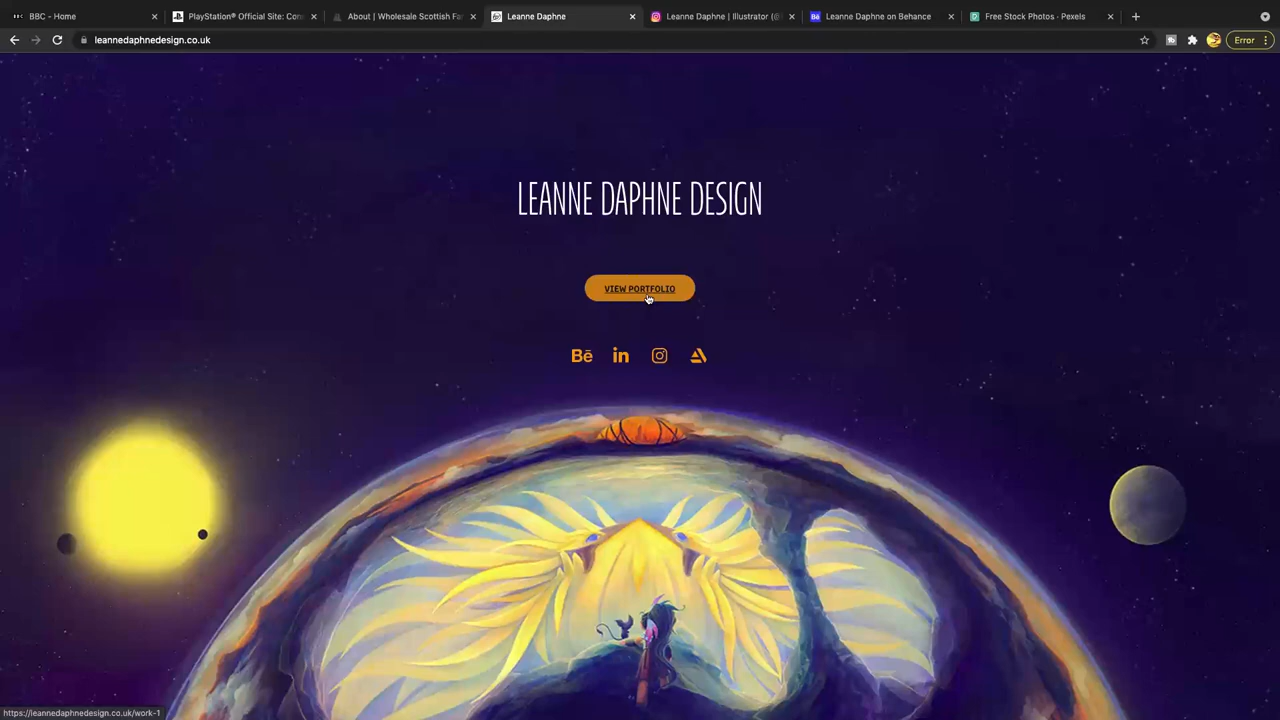 BBC - Home
PlayStation® Official Site: Con
About | Wholesale Scottish Fo
Leanne Daphne
Leanne Daphne | Illustrator (@
Leanne Daphne on Behance
Free Stock Photos · Pexels
leannedaphnedesign.co.uk
Error
LEANNE DAPHNE DESIGN
VIEW PORTFOLIO
Bē in
https://leannedaphnedesign.co.uk/work-1